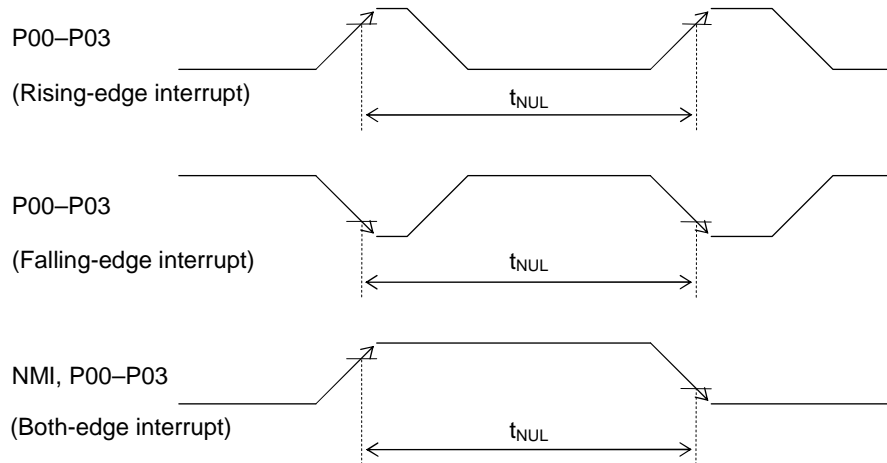 P00–P03
(Rising-edge interrupt)
tNUL
P00–P03
(Falling-edge interrupt)
tNUL
NMI, P00–P03
(Both-edge interrupt)
tNUL